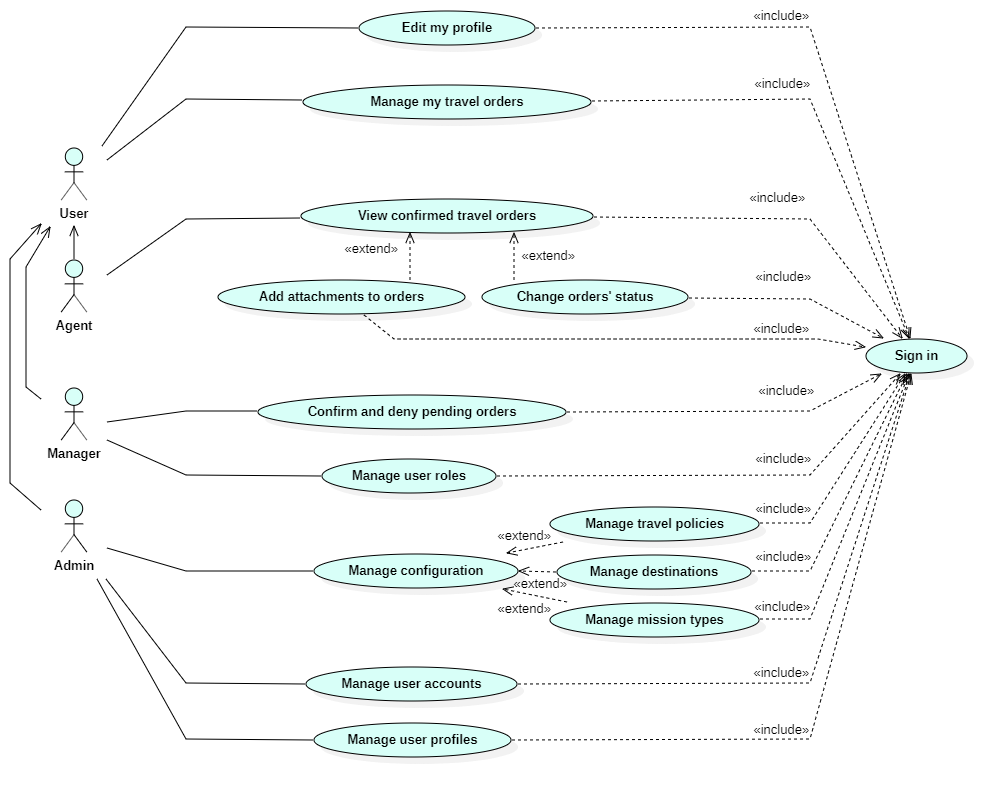 «include»
Edit my profile
«include»
Manage my travel orders
User
«include»
View confirmed travel orders
«extend»
«extend»
«include»
Add attachments to orders
Change orders' status
Agent
«include»
Sign in
«include»
Confirm and deny pending orders
Manager
«include»
Manage user roles
«include»
Manage travel policies
«extend»
«include»
Admin
Manage configuration
Manage destinations
«extend»
«include»
«extend»
Manage mission types
«include»
Manage user accounts
«include»
Manage user profiles